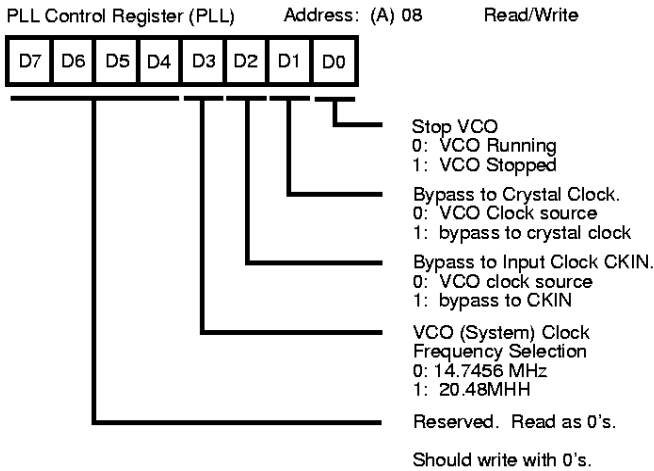 PLL Control Register (PLL) Address: (A) 08 Read/Write
D7 D6 D5 D4 D3 D2 D1 D0
Stop VCO
0: VCO Running
1: VCO Stopped
Bypass to Crystal Clock.
0: VCO Clock source
1: bypass to crystal clock
Bypass to Input Clock CKIN.
0: VCO clock source
1: bypass to CKIN
VCO (System) Clock
Frequency Selection
0: 14.7456 MHz
1: 20.48MHH
Reserved. Read as 0's.
Should write with 0's.